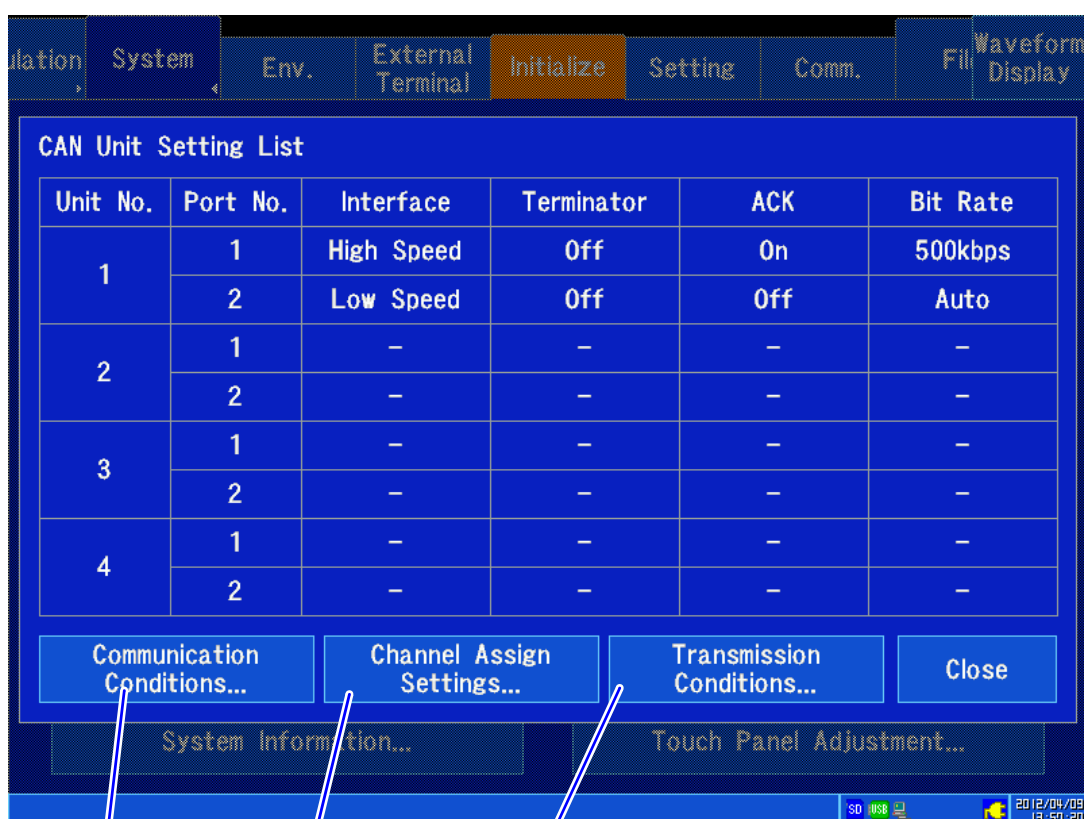 ulation System Env. External Terminal Initialize Setting Comm. Fil Waveform Display
CAN Unit Setting List
Unit No. Port No. Interface Terminator ACK Bit Rate
1 1 High Speed Off On 500kbps
2 Low Speed Off Off Auto
2 1 - - - -
2 - - - -
3 1 - - - -
2 - - - -
4 1 - - - -
2 - - - -
Communication Conditions... Channel Assign Settings... Transmission Conditions... Close
System Information... Touch Panel Adjustment...
SD USB 2012/04/09
13:50:20